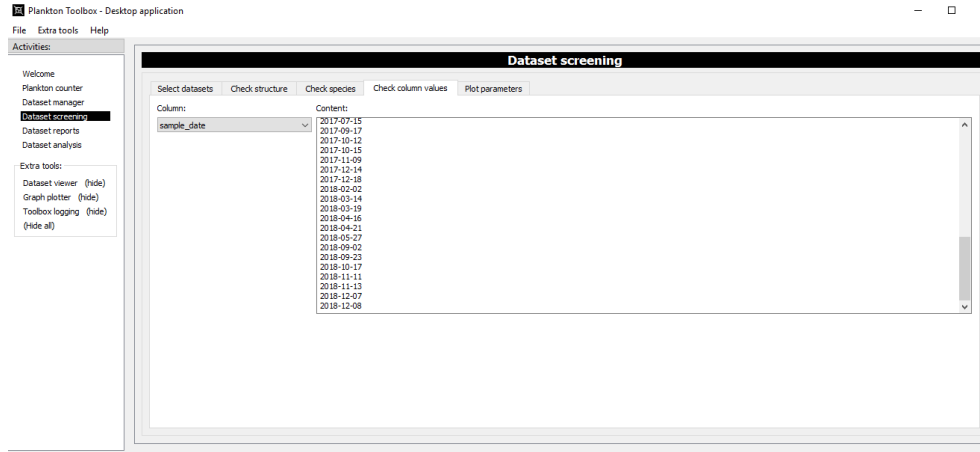 Plankton Toolbox - Desktop application
File Extra tools Help
Activities:
Welcome
Plankton counter
Dataset manager
Dataset screening
Dataset reports
Dataset analysis
Extra tools:
Dataset viewer (hide)
Graph plotter (hide)
Toolbox logging (hide)
(Hide all)
Dataset screening
Select datasets Check structure Check species Check column values Plot parameters
Column:
sample_date
Content:
2017-07-15
2017-09-17
2017-10-12
2017-10-15
2017-11-09
2017-12-14
2017-12-18
2018-02-02
2018-03-14
2018-03-19
2018-04-16
2018-04-21
2018-05-27
2018-09-02
2018-09-23
2018-10-17
2018-11-11
2018-11-13
2018-12-07
2018-12-08